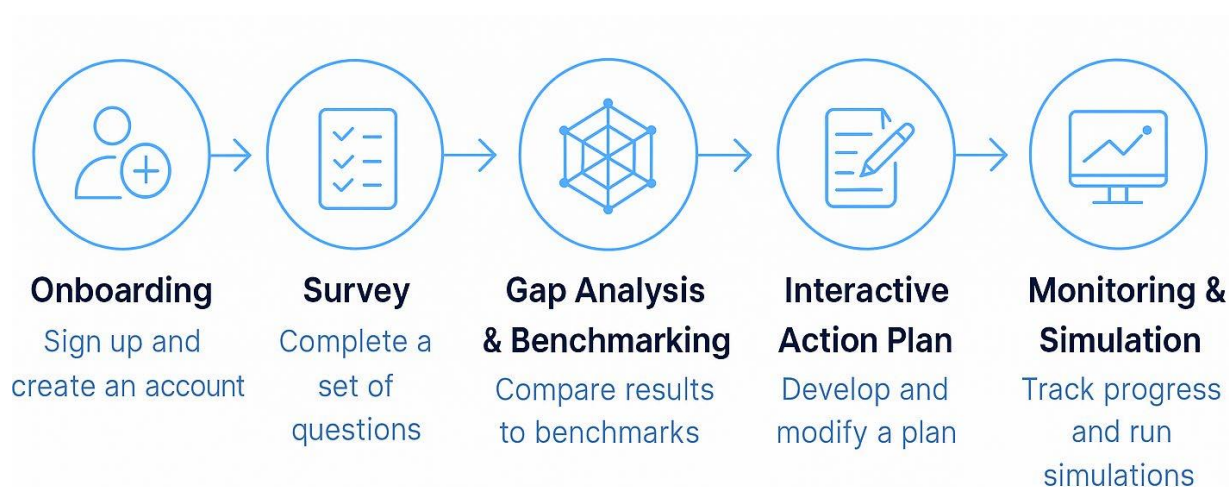 Onboarding
Sign up and
create an account
Survey
Complete a
set of
questions
Gap Analysis
& Benchmarking
Compare results
to benchmarks
Interactive
Action Plan
Develop and
modify a plan
Monitoring &
Simulation
Track progress
and run
simulations